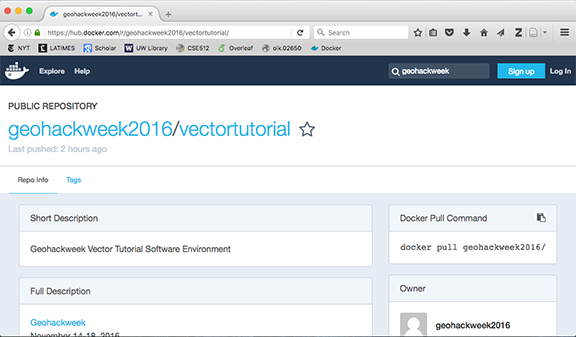 geohackweek2016/vectort...
https://hub.docker.com/r/geohackweek2016/vectortutorial/
Search
NYT LATIMES Scholar UW Library CSE512 Overleaf oik.02650 Docker
Explore Help geohackweek Sign up Log In
PUBLIC REPOSITORY
geohackweek2016/vectortutorial
Last pushed: 2 hours ago
Repo Info Tags
Short Description
Geohackweek Vector Tutorial Software Environment
Docker Pull Command
docker pull geohackweek2016/
Full Description
Geohackweek
November 14-18, 2016
Owner
geohackweek2016